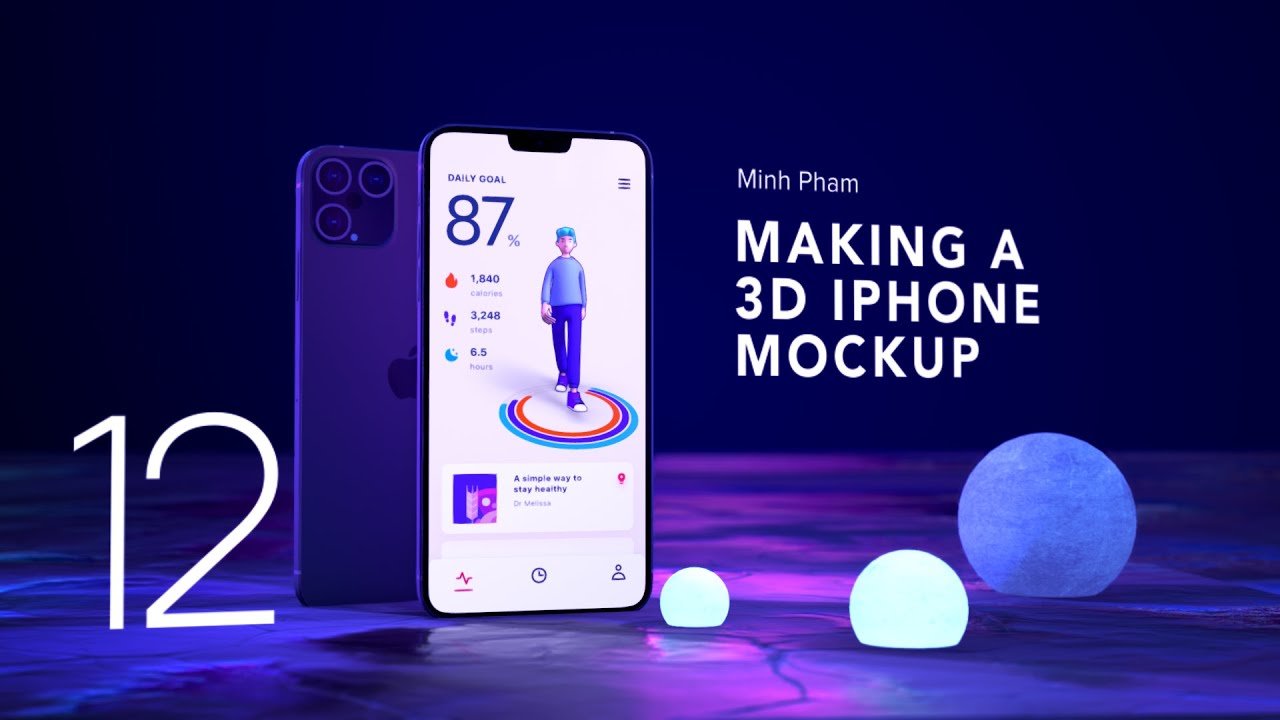 Minh Pham
MAKING A
3D IPHONE
MOCKUP
12
DAILY GOAL
87%
1,840
calories
3,248
steps
6.5
hours
A simple way to
stay healthy
Dr Melissa